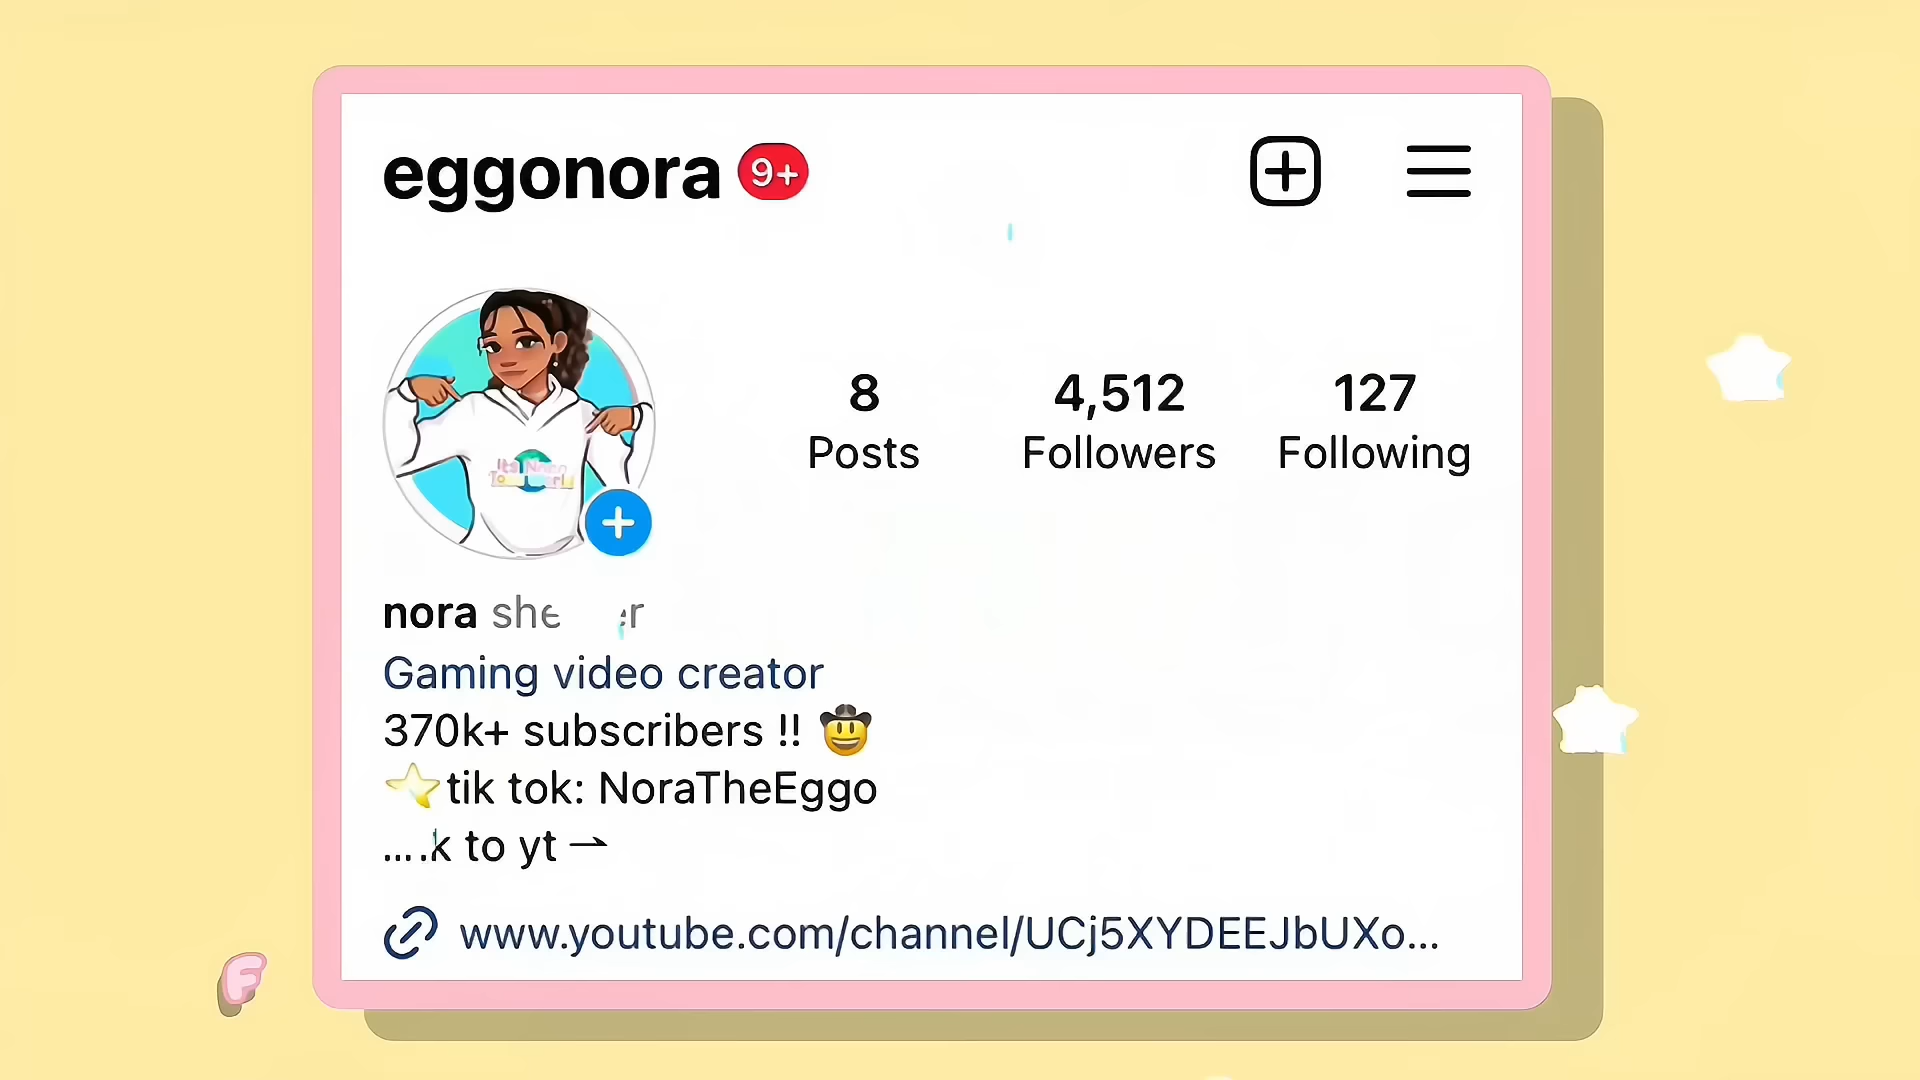 eggonora 9+
8 4,512 127
Posts Followers Following
nora she
Gaming video creator
370k+ subscribers !! 🤠
⭐tik tok: NoraTheEggo
to yt ⇀
www.youtube.com/channel/UCj5XYDEEJbUXo...
F